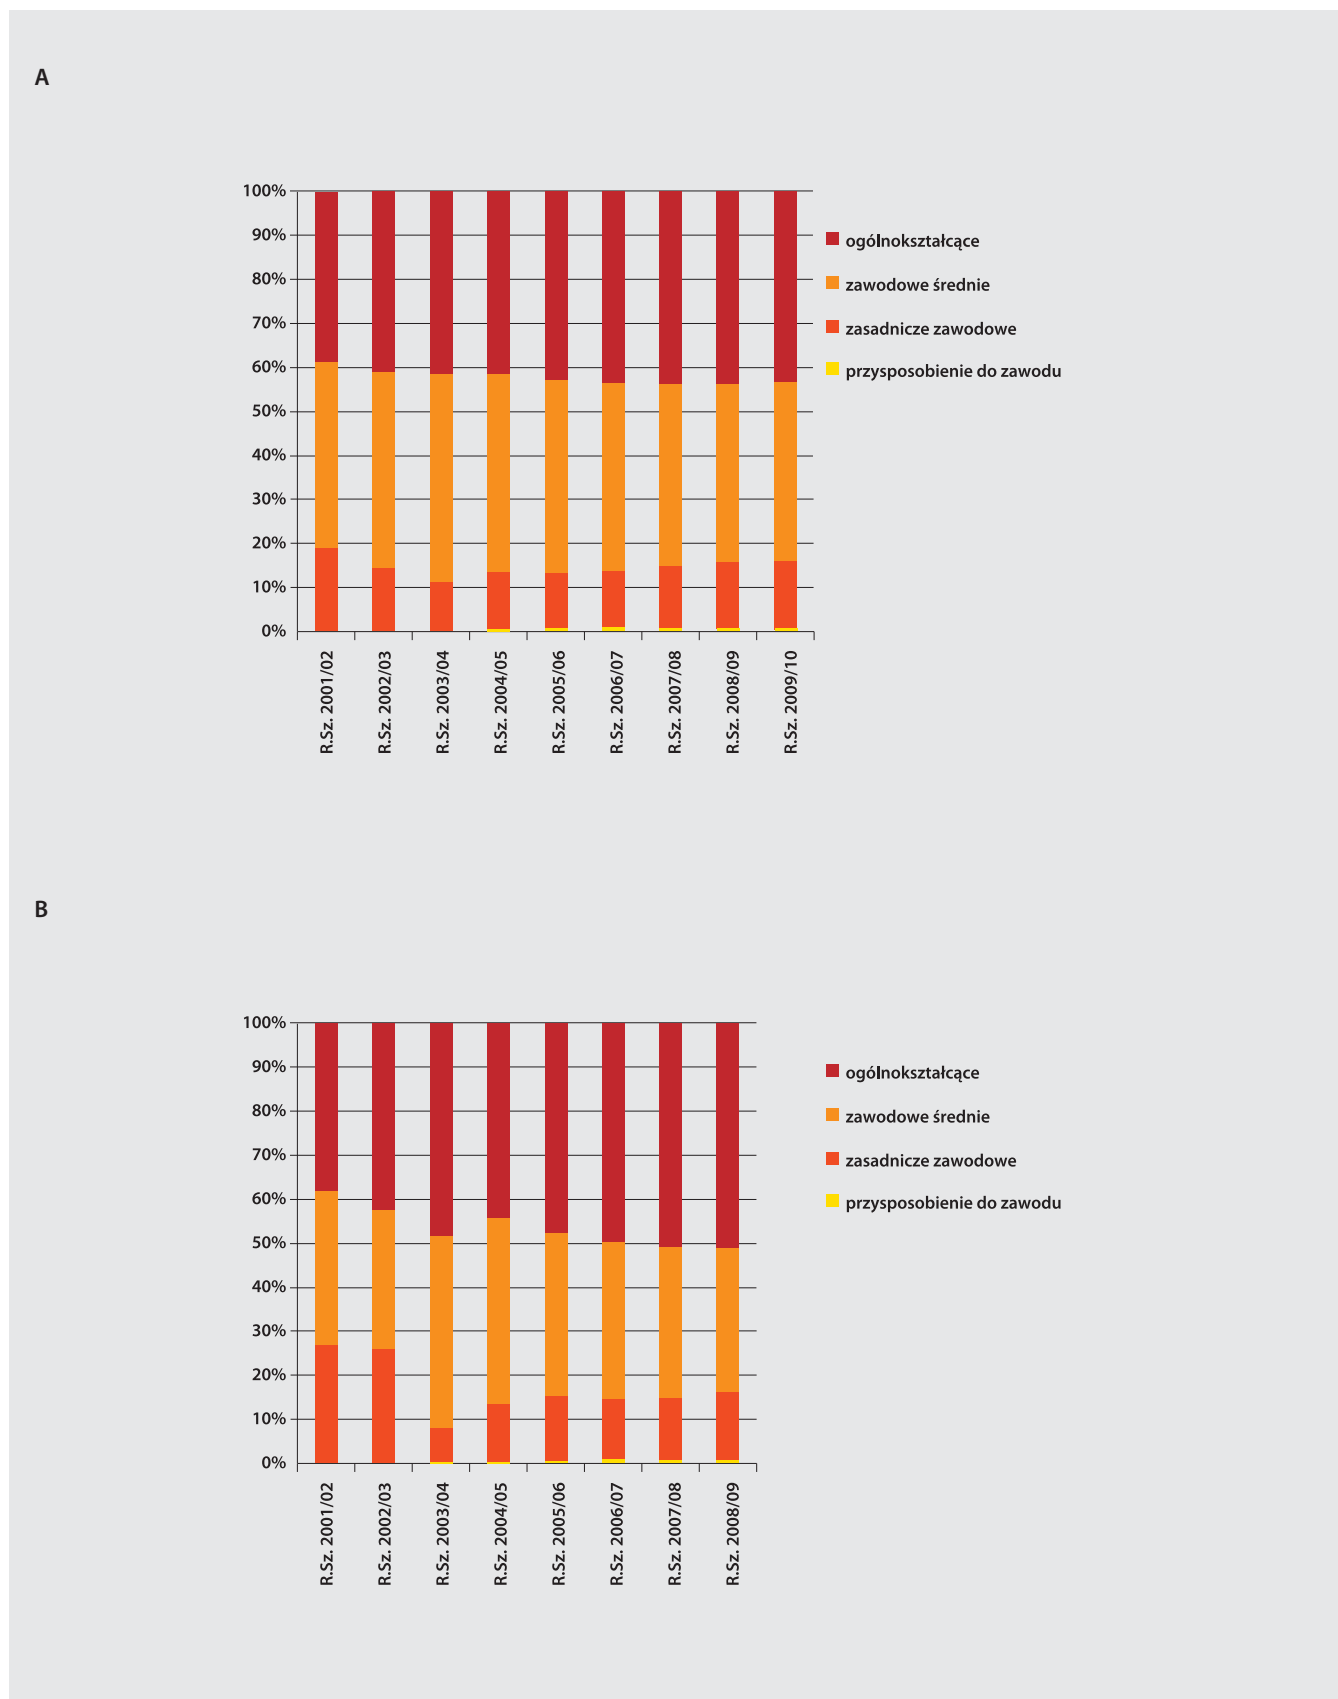 A
100%
90%
80%
70%
60%
50%
40%
30%
20%
10%
0%
R.Sz. 2001/02
R.Sz. 2002/03
R.Sz. 2003/04
R.Sz. 2004/05
R.Sz. 2005/06
R.Sz. 2006/07
R.Sz. 2007/08
R.Sz. 2008/09
R.Sz. 2009/10
ogólnokształcące
zawodowe średnie
zasadnicze zawodowe
przysposobienie do zawodu
B
100%
90%
80%
70%
60%
50%
40%
30%
20%
10%
0%
R.Sz. 2001/02
R.Sz. 2002/03
R.Sz. 2003/04
R.Sz. 2004/05
R.Sz. 2005/06
R.Sz. 2006/07
R.Sz. 2007/08
R.Sz. 2008/09
ogólnokształcące
zawodowe średnie
zasadnicze zawodowe
przysposobienie do zawodu